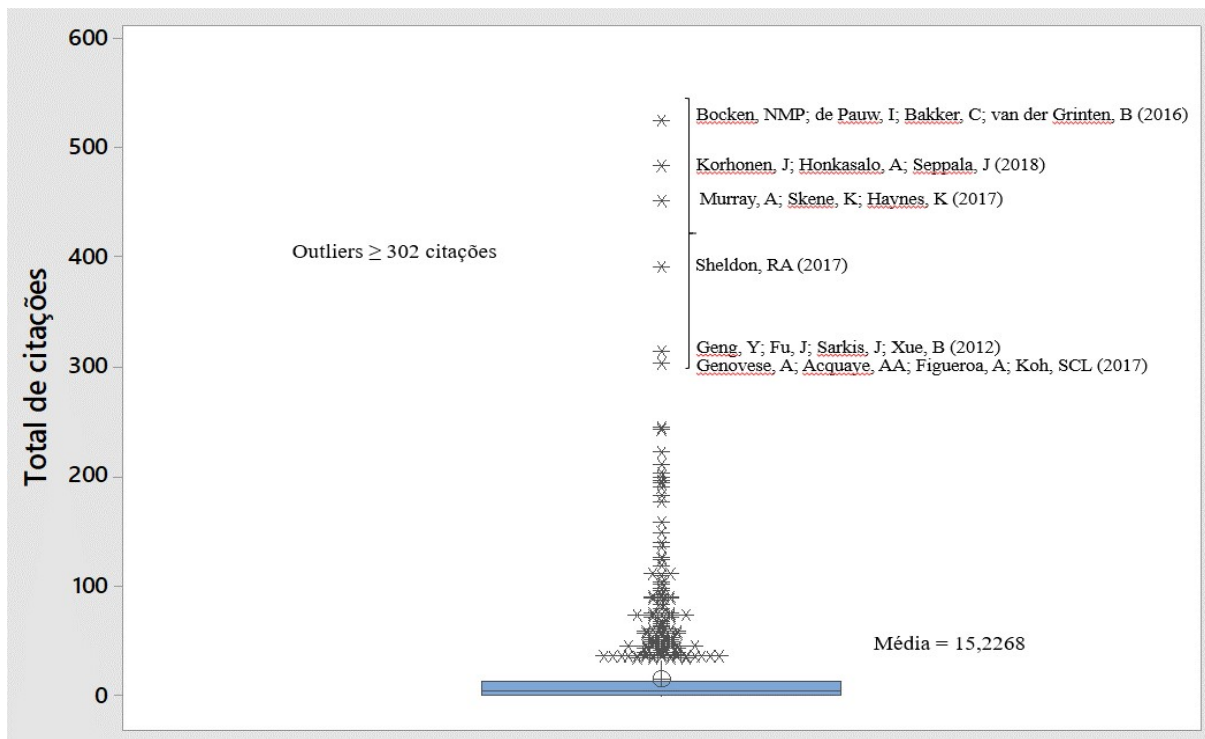 600
Bocken, NMP; de Pauw, I; Bakker, C; van der Grinten, B (2016)
500
Korhonen, J; Honkasalo, A; Seppala, J (2018)
Murray, A; Skene, K; Haynes, K (2017)
Outliers ≥ 302 citações
400
Sheldon, RA (2017)
Geng, Y; Fu, J; Sarkis, J; Xue, B (2012)
300
Genovese, A; Acquaye, AA; Figueroa, A; Koh, SCL (2017)
Total de citações
200
100
Média = 15,2268
0